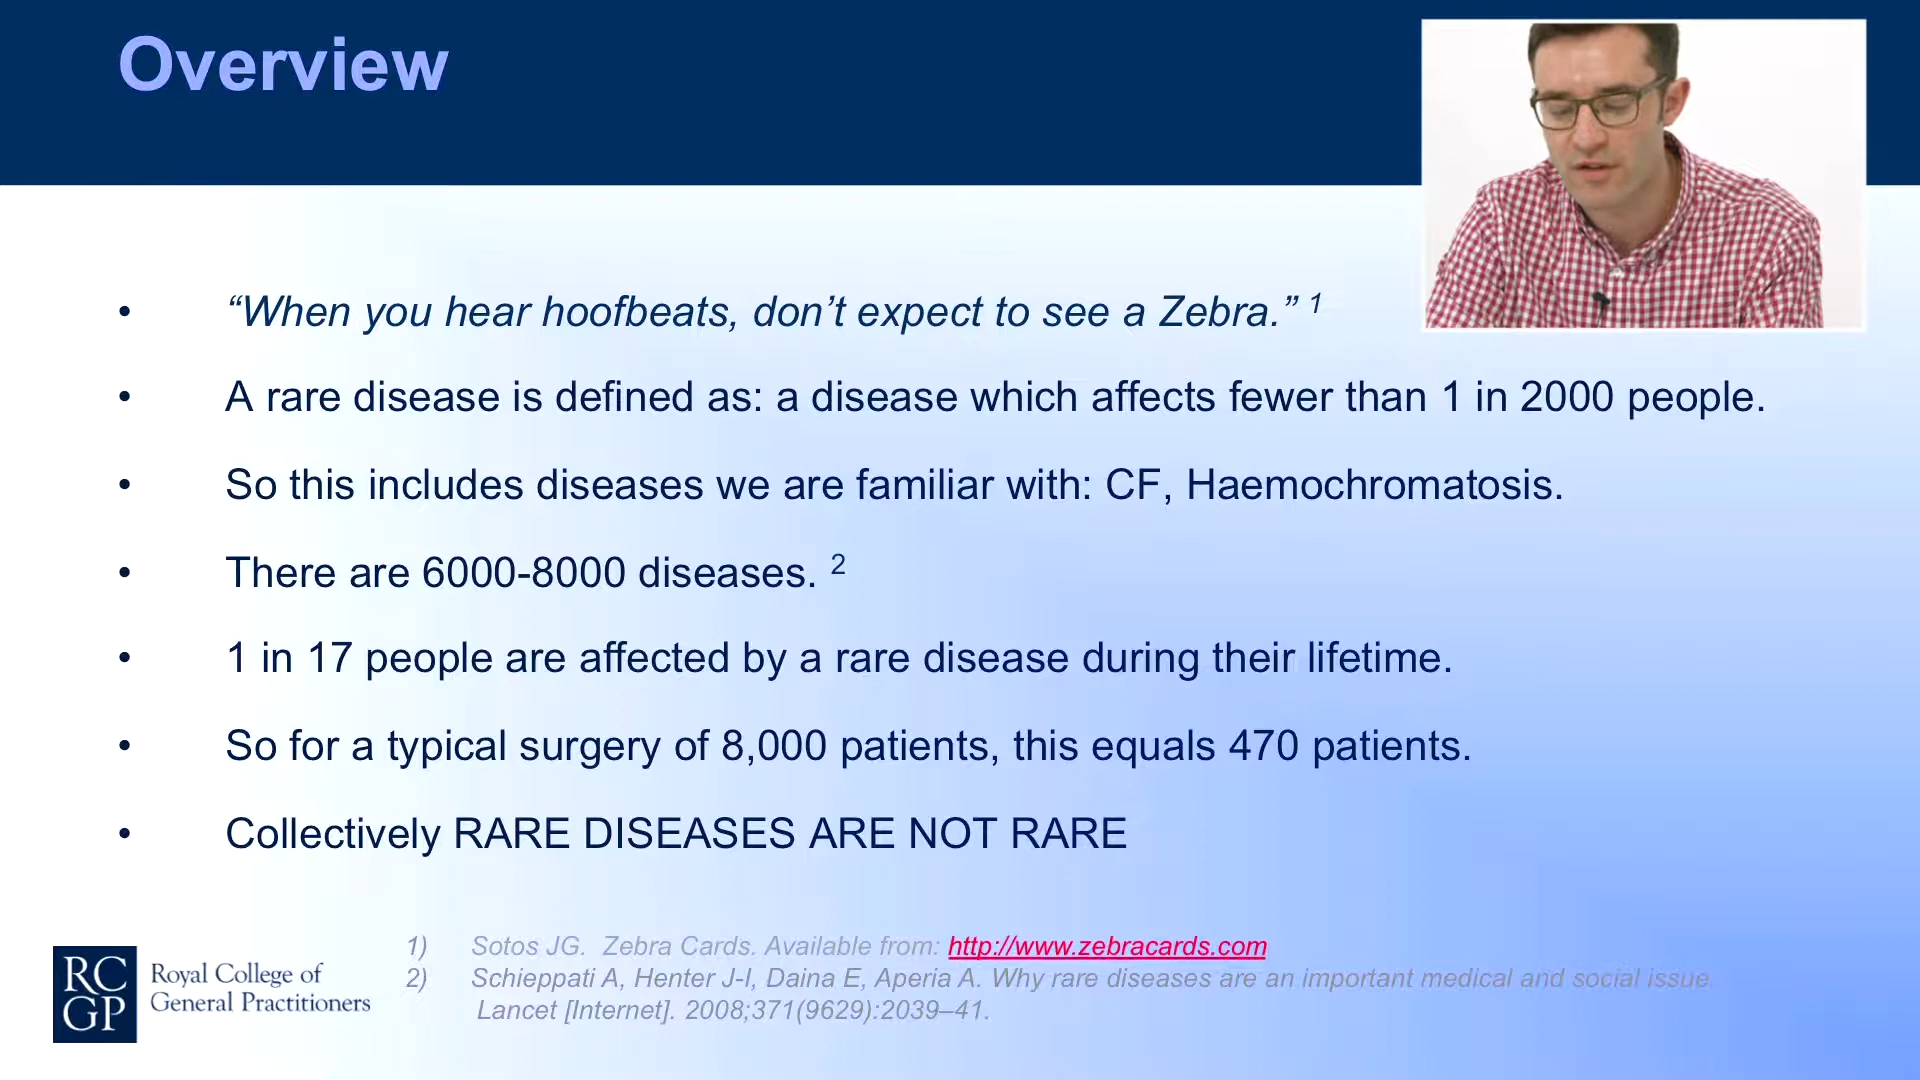 Overview
• “When you hear hoofbeats, don’t expect to see a Zebra.” 1
• A rare disease is defined as: a disease which affects fewer than 1 in 2000 people.
• So this includes diseases we are familiar with: CF, Haemochromatosis.
• There are 6000-8000 diseases. 2
• 1 in 17 people are affected by a rare disease during their lifetime.
• So for a typical surgery of 8,000 patients, this equals 470 patients.
• Collectively RARE DISEASES ARE NOT RARE
1) Sotos JG. Zebra Cards. Available from: http://www.zebracards.com
2) Schieppati A, Henter J-I, Daina E, Aperia A. Why rare diseases are an important medical and social issue.
Lancet [Internet]. 2008;371(9629):2039–41.
RC
GP
Royal College of
General Practitioners